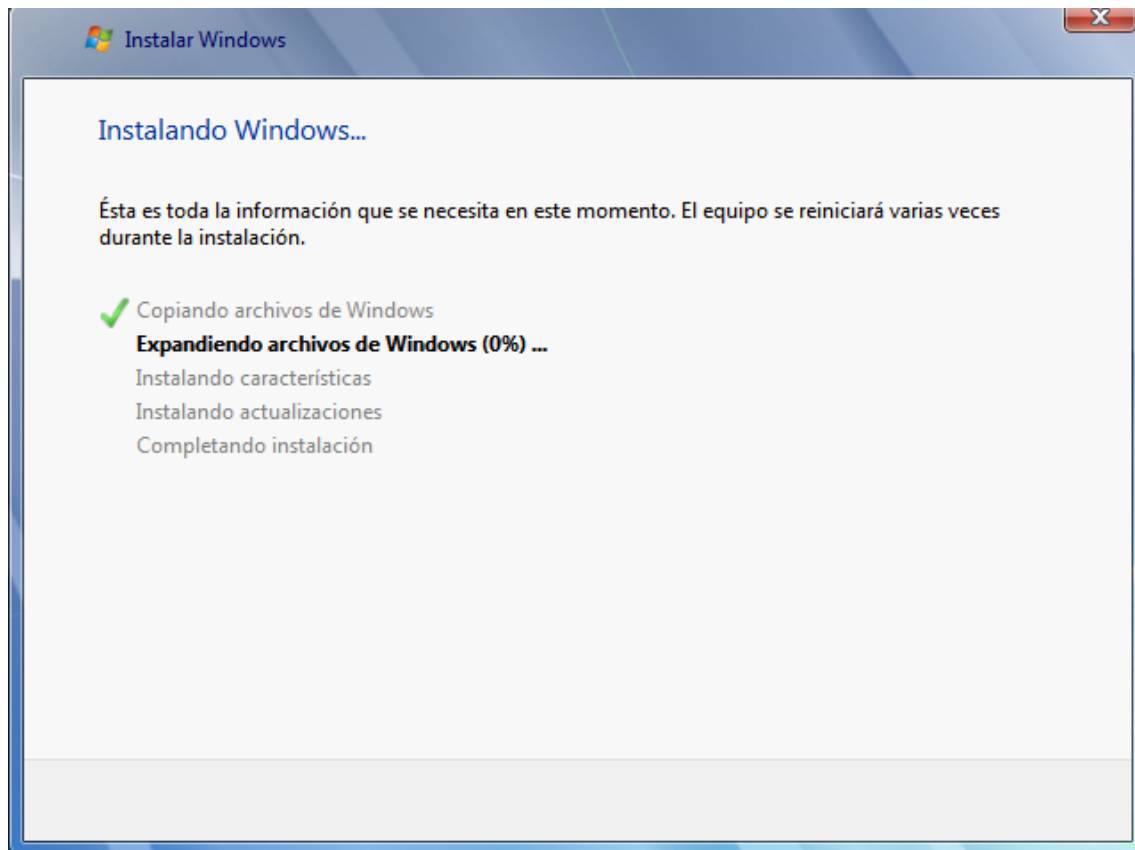 Instalar Windows
Instalando Windows...
Ésta es toda la información que se necesita en este momento. El equipo se reiniciará varias veces
durante la instalación.
Copiando archivos de Windows
Expandiendo archivos de Windows (0%) ...
Instalando características
Instalando actualizaciones
Completando instalación